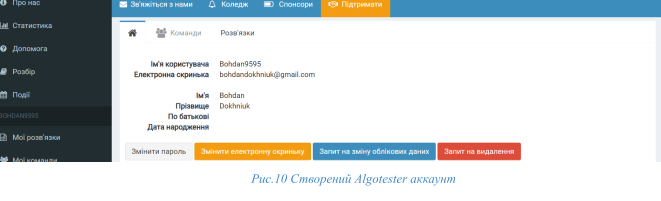 Про нас
Зв'яжіться з нами Коледж Спонсори Підтримати
Статистика
Команди Розв'язки
Допомога
Ім'я користувача Bohdan9595
Розбір
Електронна скринька bohdandokhniuk@gmail.com
Події
Ім'я Bohdan
Прізвище Dokhniuk
BOHDAN9595
По батькові
Дата народження
Мої розв'язки
Змінити пароль Змінити електронну скриньку Запит на зміну облікових даних Запит на видалення
Мої команди
Рис.10 Створений Algotester аккаунт